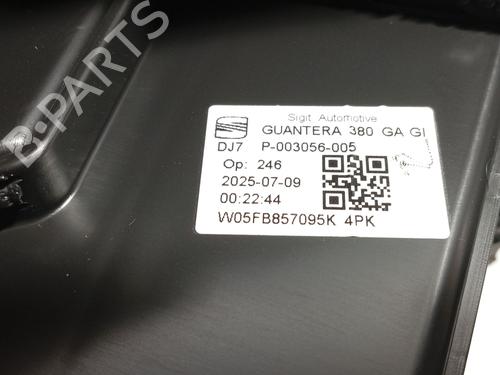 B-PARTS
Sigit Automotive
GUANTERA 380 GA GI
DJ7 P-003056-005
Op: 246
2025-07-09
00:22:44
W05FB857095K 4PK